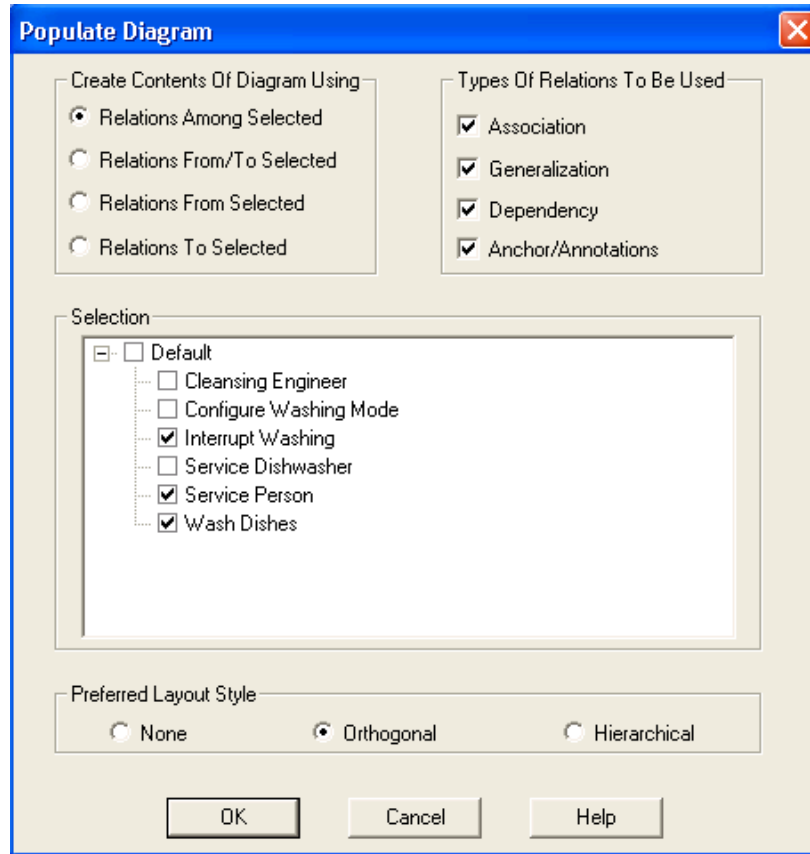 Populate Diagram
Create Contents Of Diagram Using
Relations Among Selected
Relations From/To Selected
Relations From Selected
Relations To Selected
Types Of Relations To Be Used
Association
Generalization
Dependency
Anchor/Annotations
Selection
Default
Cleansing Engineer
Configure Washing Mode
Interrupt Washing
Service Dishwasher
Service Person
Wash Dishes
Preferred Layout Style
None Orthogonal Hierarchical
OK Cancel Help